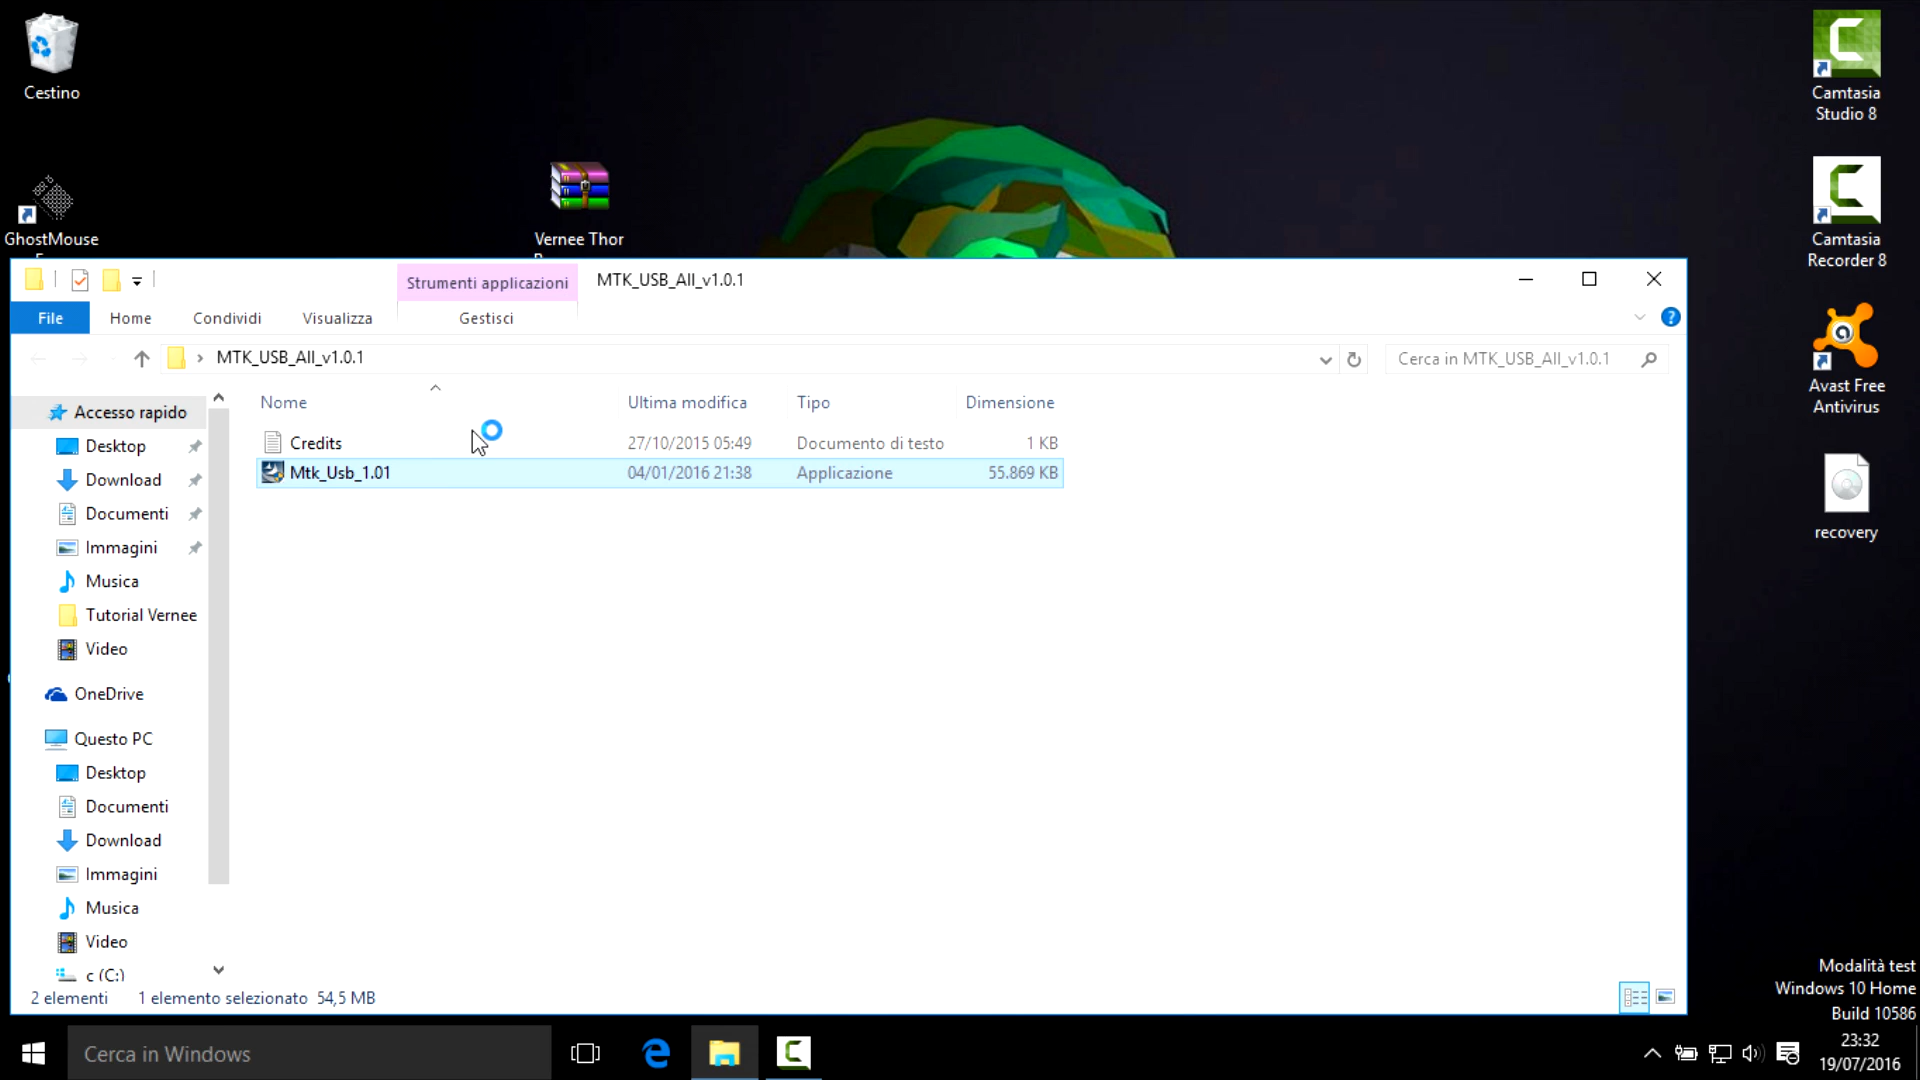 Cestino
GhostMouse
Vernee Thor
Camtasia
Studio 8
Camtasia
Recorder 8
Avast Free
Antivirus
recovery
Strumenti applicazioni
MTK_USB_All_v1.0.1
File
Home
Condividi
Visualizza
Gestisci
MTK_USB_All_v1.0.1
Cerca in MTK_USB_All_v1.0.1
Nome
Ultima modifica
Tipo
Dimensione
Credits
27/10/2015 05:49
Documento di testo
1 KB
Mtk_Usb_1.01
04/01/2016 21:38
Applicazione
55.869 KB
Accesso rapido
Desktop
Download
Documenti
Immagini
Musica
Tutorial Vernee
Video
OneDrive
Questo PC
Desktop
Documenti
Download
Immagini
Musica
Video
c (C:)
2 elementi
1 elemento selezionato 54,5 MB
Modalità test
Windows 10 Home
Build 10586
Cerca in Windows
23:32
19/07/2016